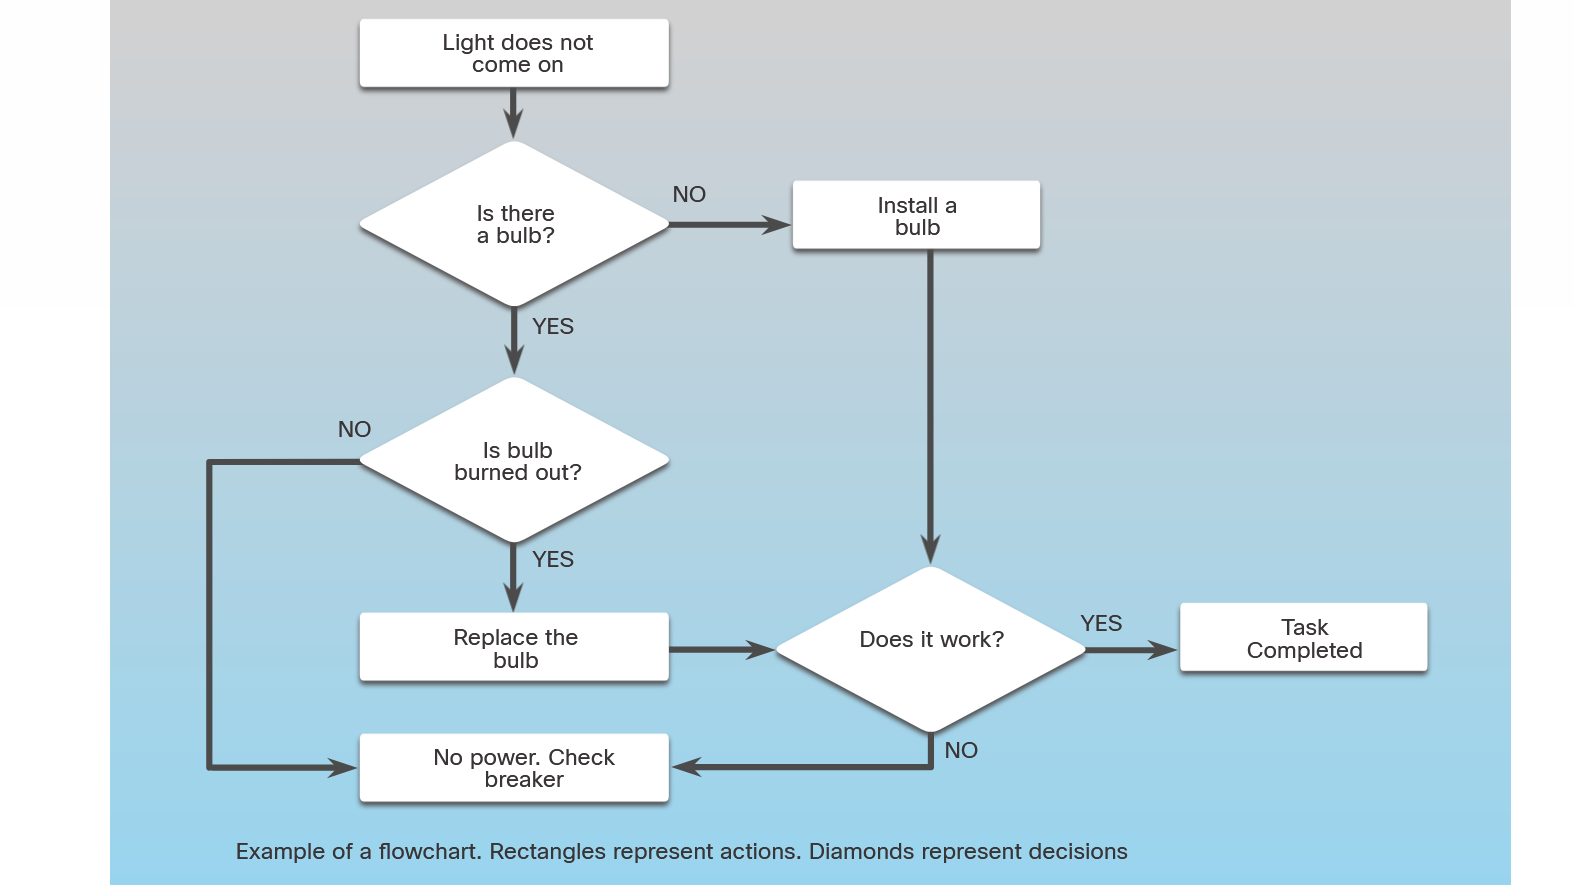 Light does not
come on
Is there
a bulb?
NO
Install a
bulb
YES
NO
Is bulb
burned out?
YES
Replace the
bulb
Does it work?
YES
Task
Completed
NO
No power. Check
breaker
Example of a flowchart. Rectangles represent actions. Diamonds represent decisions